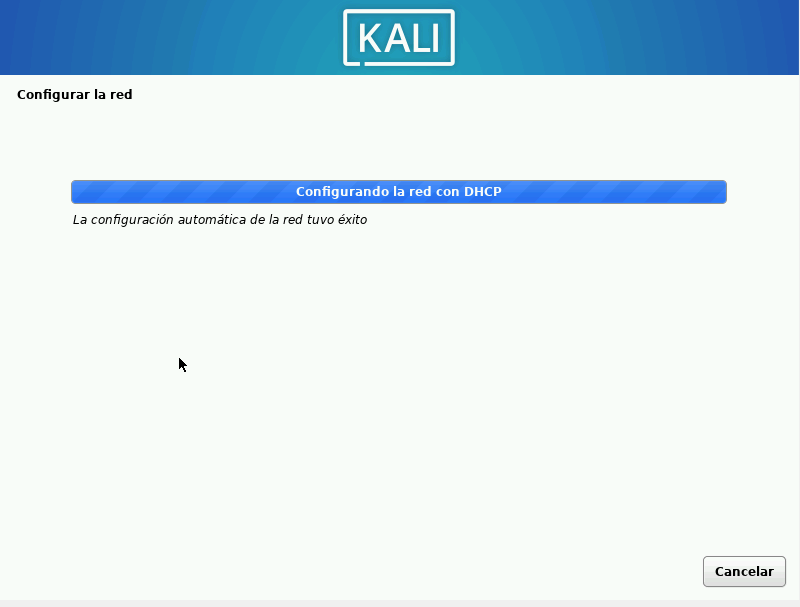 KALI
Configurar la red
Configurando la red con DHCP
La configuración automática de la red tuvo éxito
Cancelar